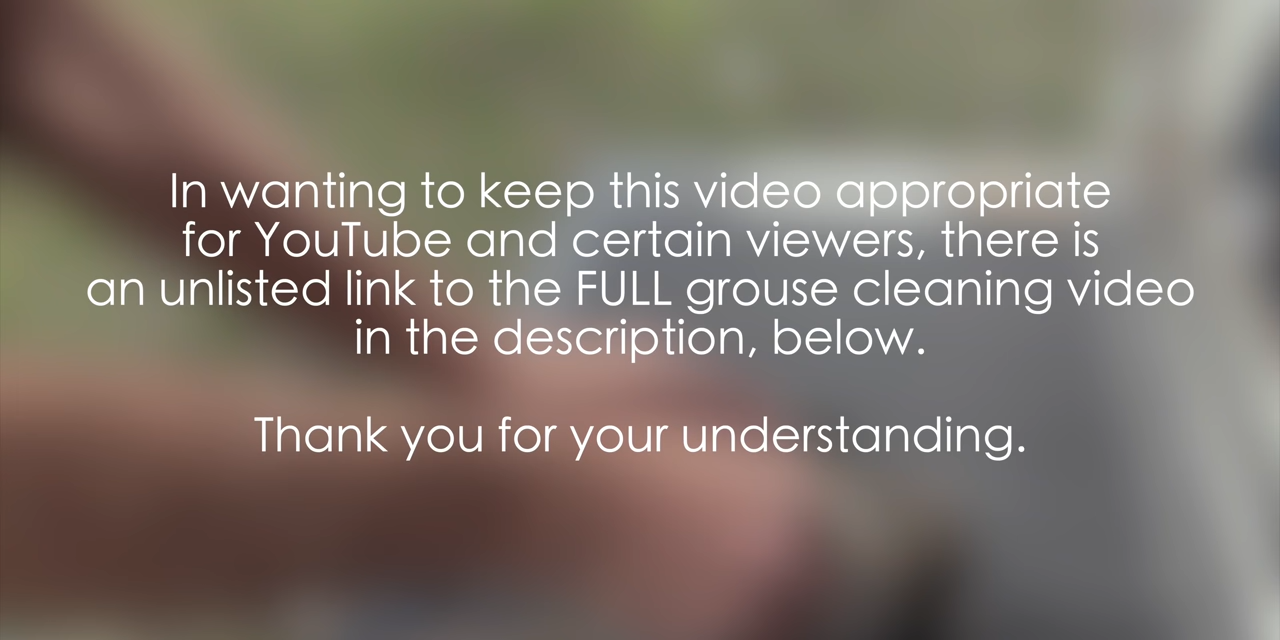 In wanting to keep this video appropriate
for YouTube and certain viewers, there is
an unlisted link to the FULL grouse cleaning video
in the description, below.
Thank you for your understanding.